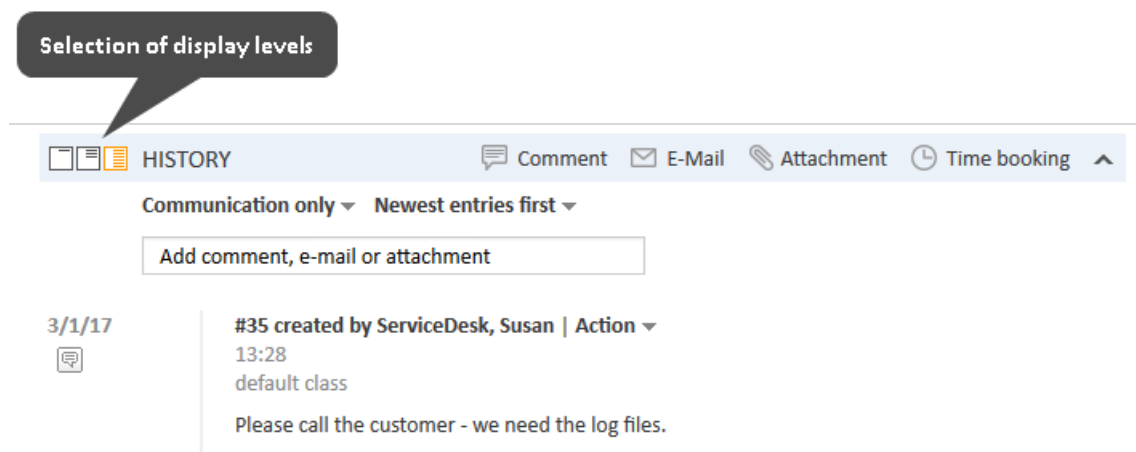 Selection of display levels
HISTORY Comment E-Mail Attachment Time booking
Communication only Newest entries first
Add comment, e-mail or attachment
3/1/17 #35 created by ServiceDesk, Susan | Action
13:28
default class
Please call the customer - we need the log files.